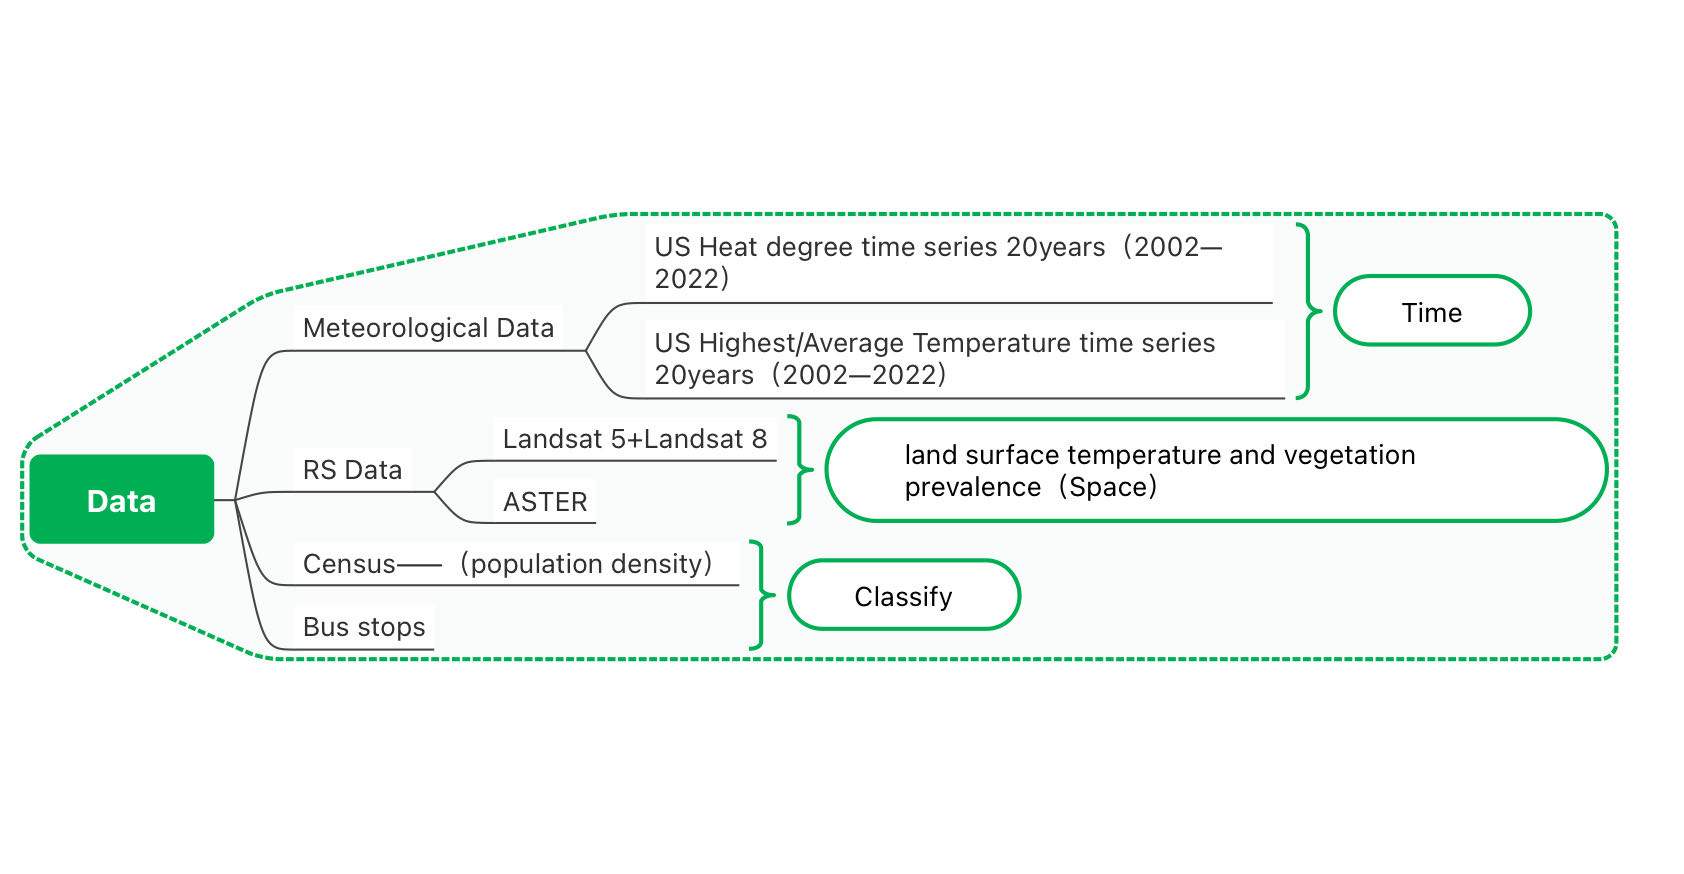 US Heat degree time series 20years（2002—
2022）
Meteorological Data
Time
US Highest/Average Temperature time series
20years（2002—2022）
Landsat 5+Landsat 8
RS Data
land surface temperature and vegetation
prevalence（Space）
Data
ASTER
Census——（population density）
Classify
Bus stops